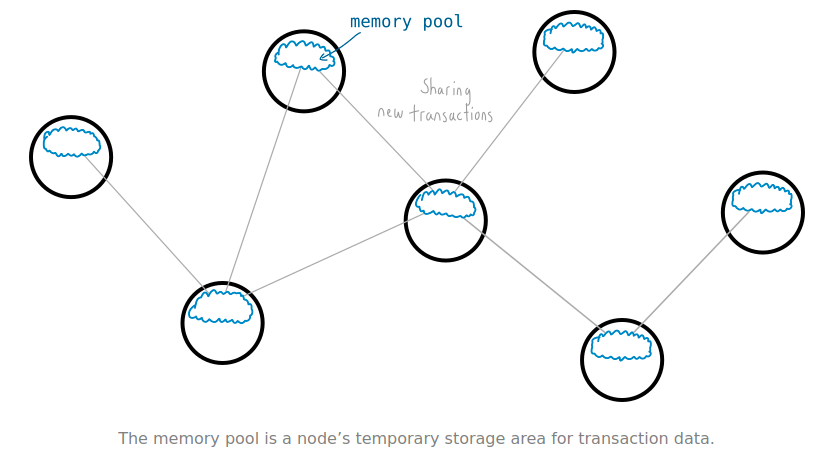 memory pool
Sharing
new transactions
The memory pool is a node’s temporary storage area for transaction data.